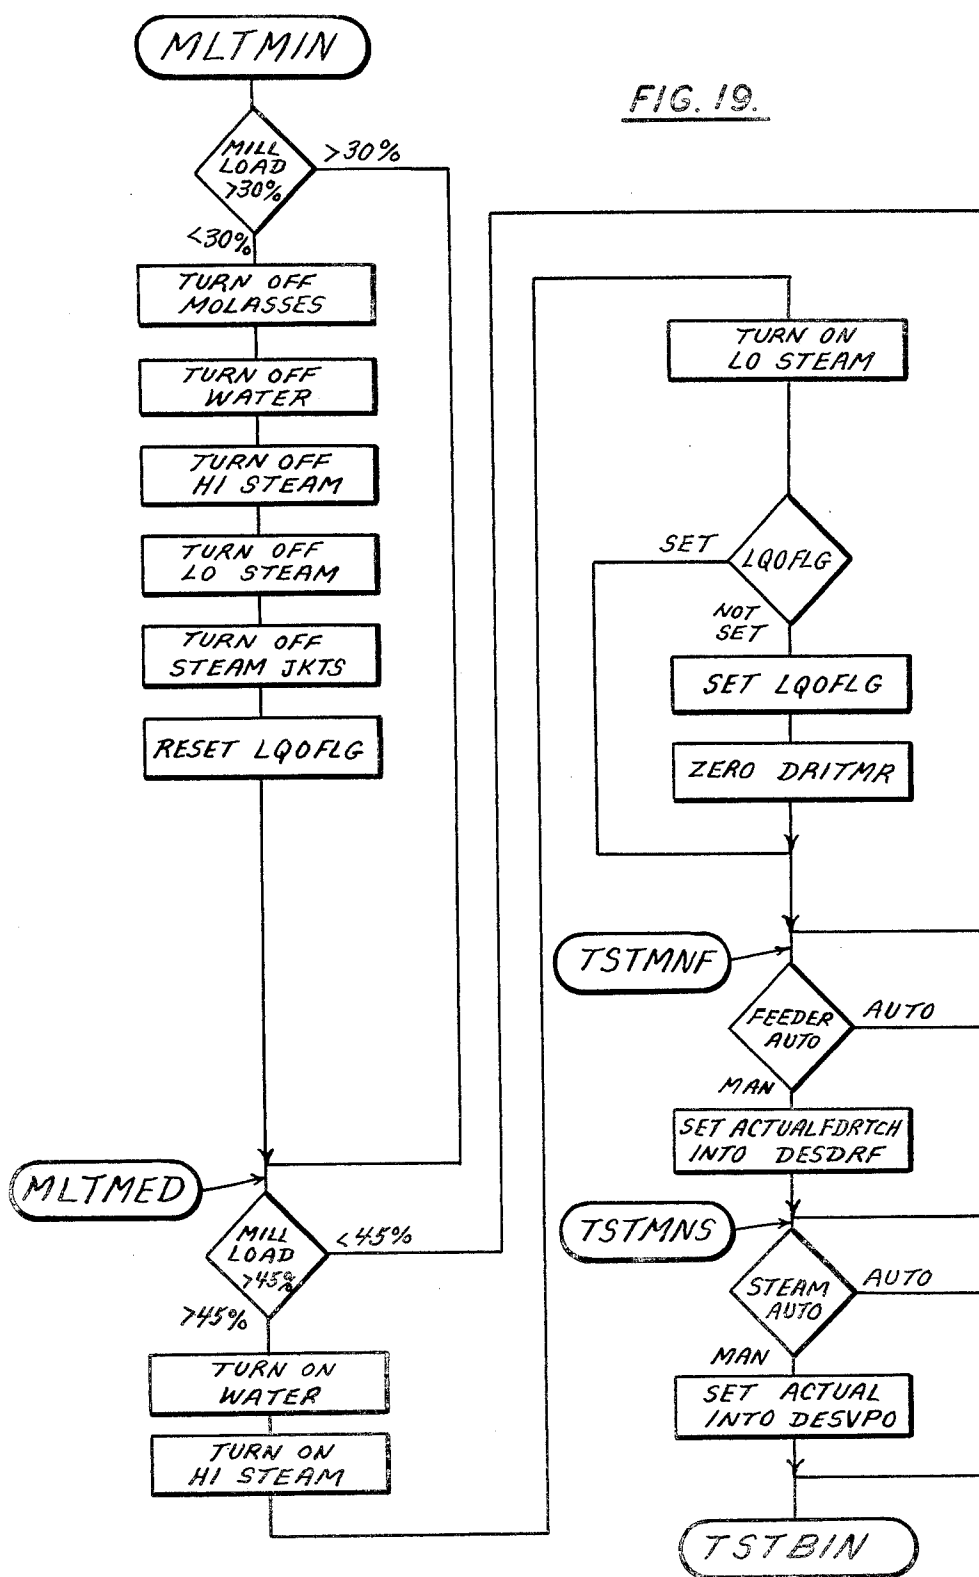 MLTMIN
FIG. 19.
MILL
LOAD
>30%
>30%
<30%
TURN OFF
MOLASSES
TURN OFF
WATER
TURN OFF
HI STEAM
TURN OFF
LO STEAM
TURN OFF
STEAM JKTS
RESET LQOFLG
MLTMED
MILL
LOAD
>45%
<45%
>45%
TURN ON
WATER
TURN ON
HI STEAM
TURN ON
LO STEAM
LQOFLG
SET
NOT
SET
SET LQOFLG
ZERO DRITMR
TSTMNF
FEEDER
AUTO
AUTO
MAN
SET ACTUALFDRTCH
INTO DESDRF
TSTMNS
STEAM
AUTO
AUTO
MAN
SET ACTUAL
INTO DESVPO
TSTBIN